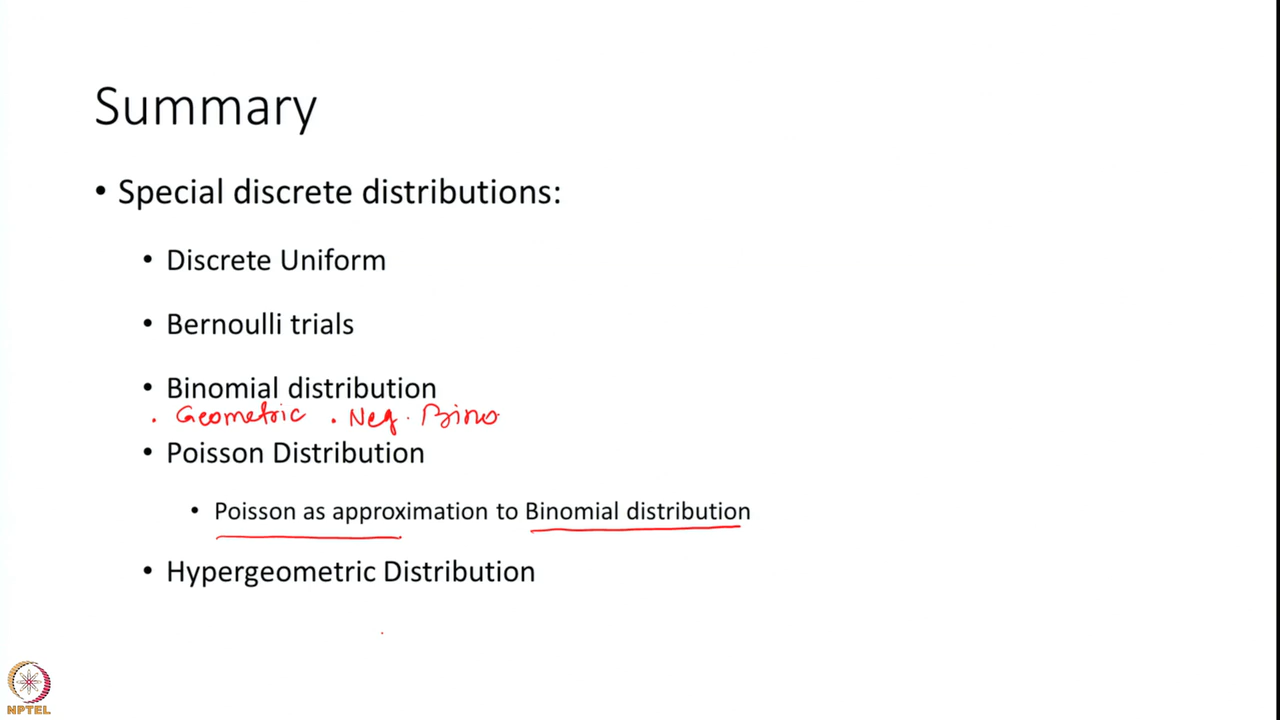 Summary
• Special discrete distributions:
• Discrete Uniform
• Bernoulli trials
• Binomial distribution
. Geometric . Neg. Bino
• Poisson Distribution
• Poisson as approximation to Binomial distribution
• Hypergeometric Distribution
NPTEL